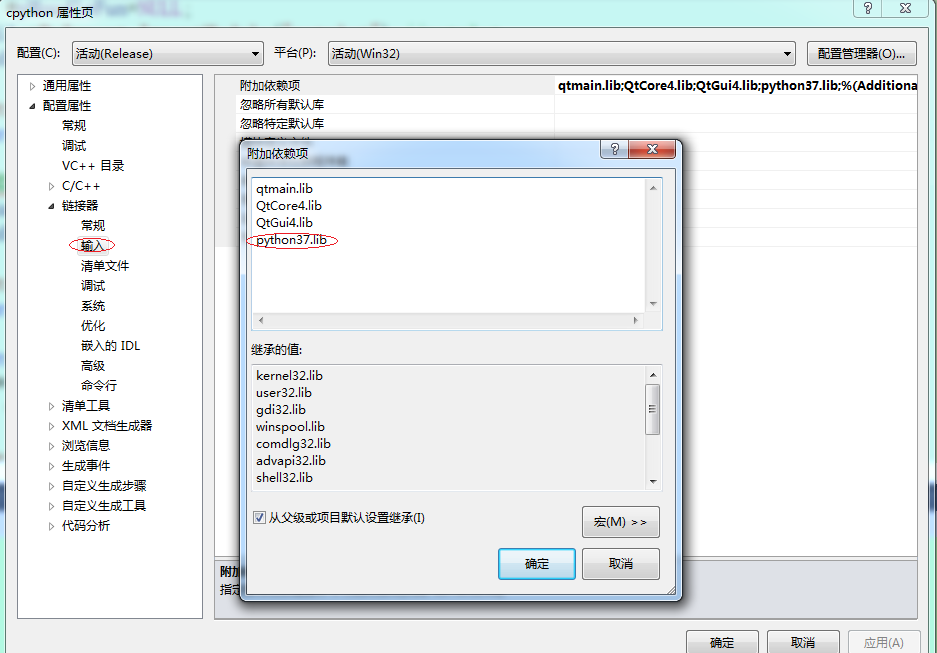 cpython 属性页
配置(C): 活动(Release) 平台(P): 活动(Win32) 配置管理器(O)...
通用属性
配置属性
常规
调试
VC++ 目录
C/C++
链接器
常规
输入
清单文件
调试
系统
优化
嵌入的 IDL
高级
命令行
清单工具
XML 文档生成器
浏览信息
生成事件
自定义生成步骤
自定义生成工具
代码分析
附加依赖项 qtmain.lib;QtCore4.lib;QtGui4.lib;python37.lib;%(Additiona
忽略所有默认库
忽略特定默认库
附加依赖项
qtmain.lib
QtCore4.lib
QtGui4.lib
python37.lib
继承的值:
kernel32.lib
user32.lib
gdi32.lib
winspool.lib
comdlg32.lib
advapi32.lib
shell32.lib
从父级或项目默认设置继承(I)
宏(M) >>
确定 取消
附加
指定
确定 取消 应用(A)